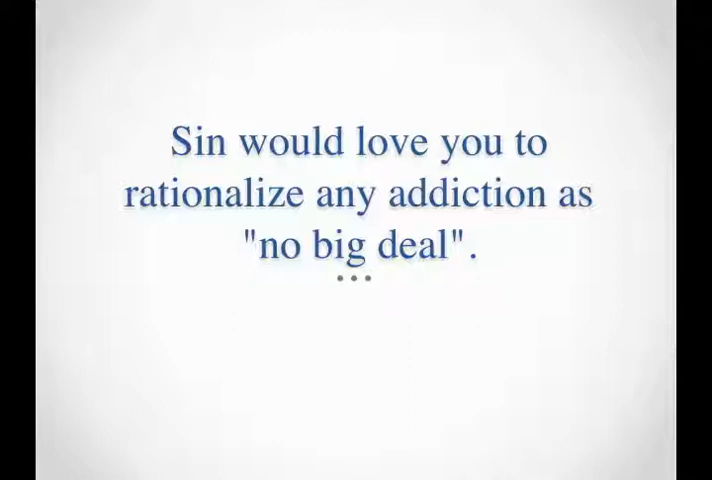 Sin would love you to
rationalize any addiction as
"no big deal".